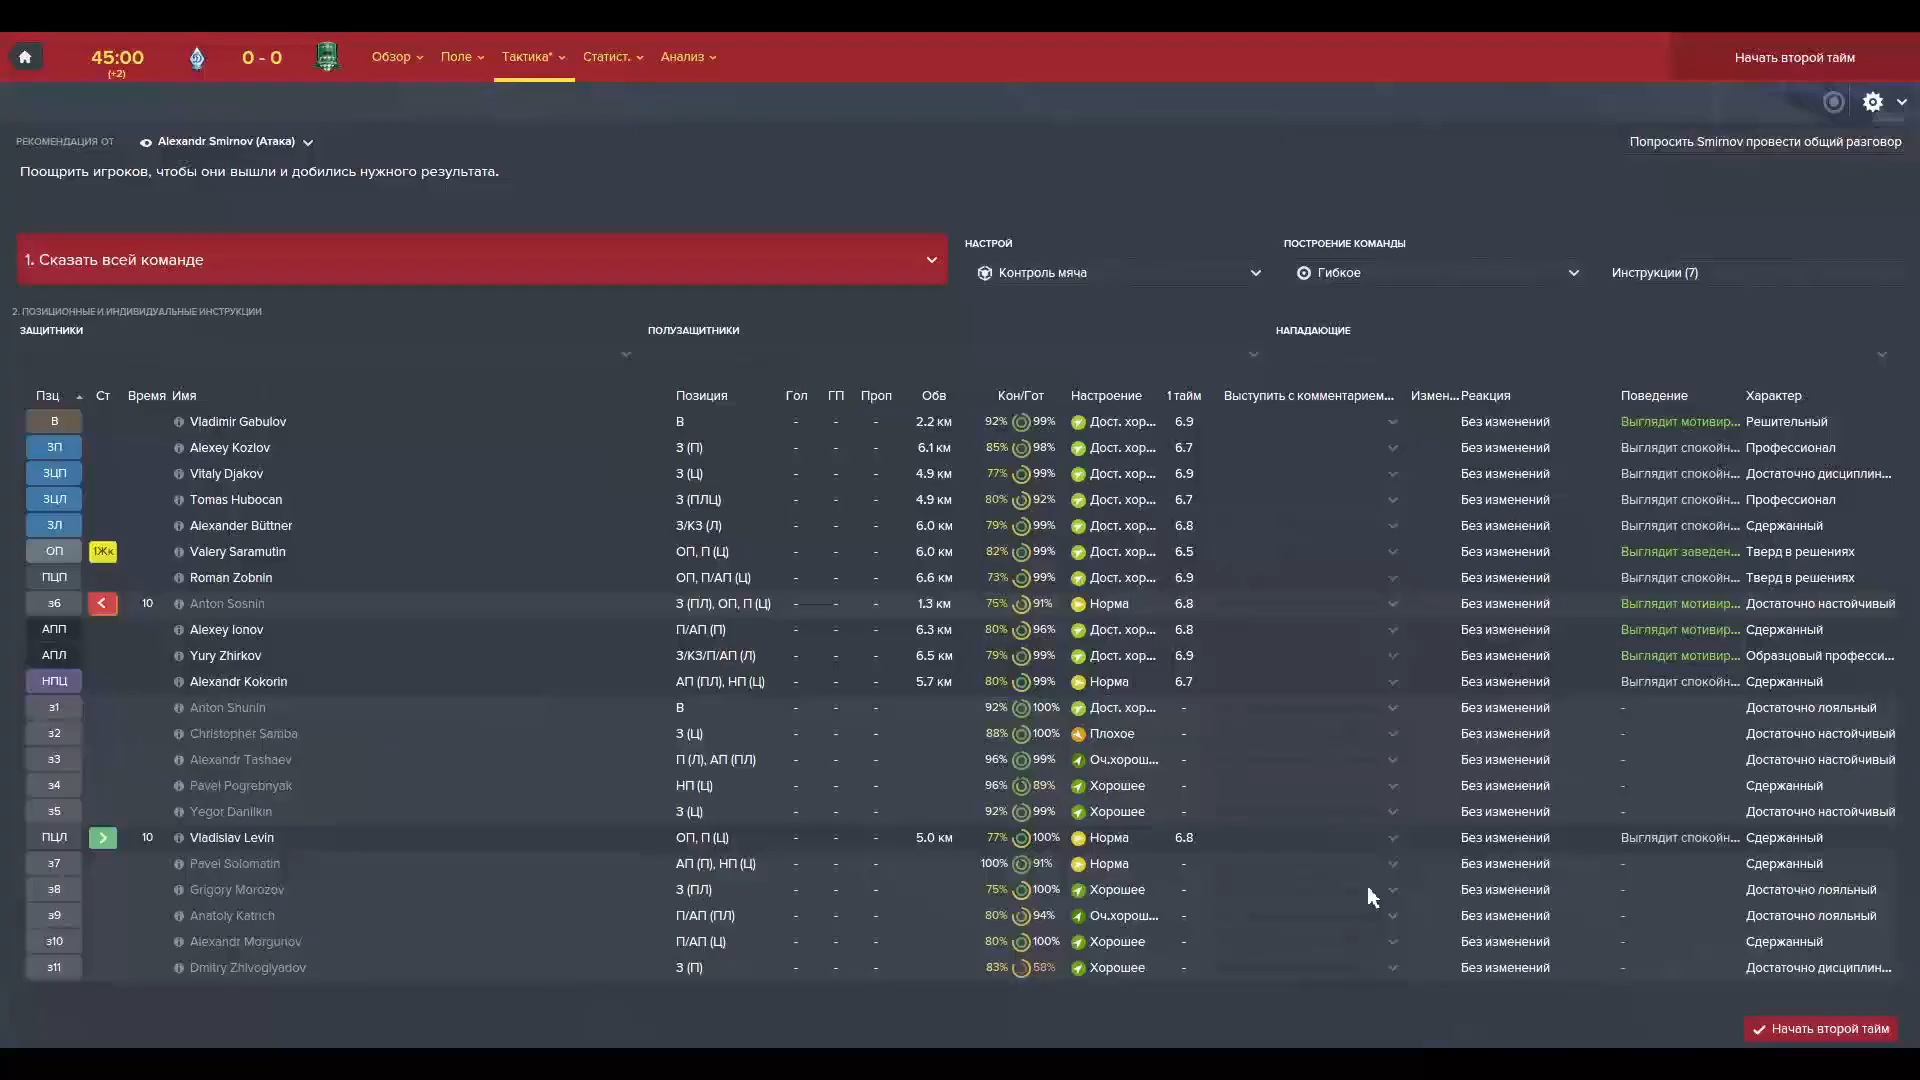 45:00 0 - 0 Обзор Поле Тактика* Статист. Анализ Начать второй тайм
(+2)
РЕКОМЕНДАЦИЯ ОТ Alexandr Smirnov (Атака) Попросить Smirnov провести общий разговор
Поощрить игроков, чтобы они вышли и добились нужного результата.
НАСТРОЙ ПОСТРОЕНИЕ КОМАНДЫ
1. Сказать всей команде Контроль мяча Гибкое Инструкции (7)
2. ПОЗИЦИОННЫЕ И ИНДИВИДУАЛЬНЫЕ ИНСТРУКЦИИ
ЗАЩИТНИКИ ПОЛУЗАЩИТНИКИ НАПАДАЮЩИЕ
Пзц Ст Время Имя Позиция Гол ГП Проп Обв Кон/Гот Настроение 1 тайм Выступить с комментарием... Измен... Реакция Поведение Характер
В Vladimir Gabulov В - - - 2.2 км 92% 99% Дост. хор... 6.9 Без изменений Выглядит мотивир... Решительный
ЗП Alexey Kozlov З (П) - - - 6.1 км 85% 98% Дост. хор... 6.7 Без изменений Выглядит спокойн... Профессионал
ЗЦП Vitaly Djakov З (Ц) - - - 4.9 км 77% 99% Дост. хор... 6.9 Без изменений Выглядит спокойн... Достаточно дисциплин...
ЗЦЛ Tomas Hubocan З (ПЛЦ) - - - 4.9 км 80% 92% Дост. хор... 6.7 Без изменений Выглядит спокойн... Профессионал
ЗЛ Alexander Büttner З/КЗ (Л) - - - 6.0 км 79% 99% Дост. хор... 6.8 Без изменений Выглядит спокойн... Сдержанный
ОП 1Жк Valery Saramutin ОП, П (Ц) - - - 6.0 км 82% 99% Дост. хор... 6.5 Без изменений Выглядит заведен... Тверд в решениях
ПЦП Roman Zobnin ОП, П/АП (Ц) - - - 6.6 км 73% 99% Дост. хор... 6.9 Без изменений Выглядит спокойн... Тверд в решениях
з6 10 Anton Sosnin З (ПЛ), ОП, П (Ц) - - - 1.3 км 75% 91% Норма 6.8 Без изменений Выглядит мотивир... Достаточно настойчивый
АПП Alexey Ionov П/АП (П) - - - 6.3 км 80% 96% Дост. хор... 6.8 Без изменений Выглядит мотивир... Сдержанный
АПЛ Yury Zhirkov З/КЗ/П/АП (Л) - - - 6.5 км 79% 99% Дост. хор... 6.9 Без изменений Выглядит мотивир... Образцовый професси...
НПЦ Alexandr Kokorin АП (ПЛ), НП (Ц) - - - 5.7 км 80% 99% Норма 6.7 Без изменений Выглядит спокойн... Сдержанный
з1 Anton Shunin В - - - 92% 100% Дост. хор... - Без изменений - Достаточно лояльный
з2 Christopher Samba З (Ц) - - - 88% 100% Плохое - Без изменений - Достаточно настойчивый
з3 Alexandr Tashaev П (Л), АП (ПЛ) - - - 96% 99% Оч.хорош... - Без изменений - Достаточно настойчивый
з4 Pavel Pogrebnyak НП (Ц) - - - 96% 89% Хорошее - Без изменений - Сдержанный
з5 Yegor Danilkin З (Ц) - - - 92% 99% Хорошее - Без изменений - Достаточно настойчивый
ПЦЛ 10 Vladislav Levin ОП, П (Ц) - - - 5.0 км 77% 100% Норма 6.8 Без изменений Выглядит спокойн... Сдержанный
з7 Pavel Solomatin АП (П), НП (Ц) - - - 100% 91% Норма - Без изменений - Сдержанный
з8 Grigory Morozov З (ПЛ) - - - 75% 100% Хорошее - Без изменений - Достаточно лояльный
з9 Anatoly Katrich П/АП (ПЛ) - - - 80% 94% Оч.хорош... - Без изменений - Достаточно лояльный
з10 Alexandr Morgunov П/АП (Ц) - - - 80% 100% Хорошее - Без изменений - Сдержанный
з11 Dmitry Zhivoglyadov З (П) - - - 83% 58% Хорошее - Без изменений - Достаточно дисциплин...
Начать второй тайм